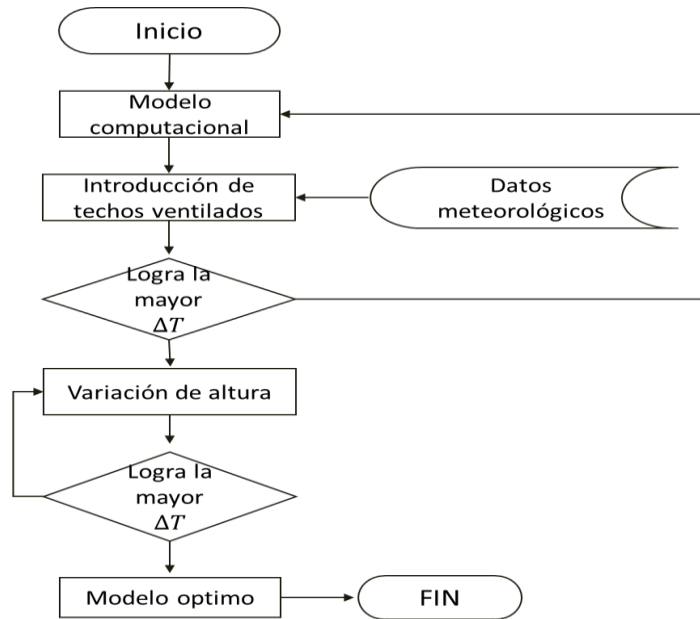 Inicio
Modelo
computacional
Introducción de
techos ventilados
Datos
meteorológicos
Logra la
mayor
ΔT
Variación de altura
Logra la
mayor
ΔT
Modelo optimo
FIN